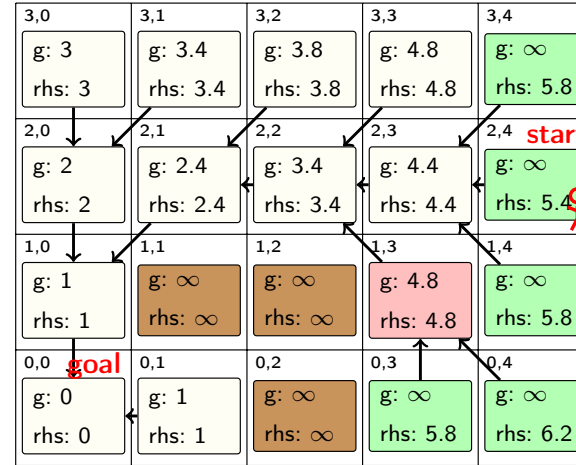 3,0 3,1 3,2 3,3 3,4
g: 3 g: 3.4 g: 3.8 g: 4.8 g: ∞
rhs: 3 rhs: 3.4 rhs: 3.8 rhs: 4.8 rhs: 5.8
2,0 2,1 2,2 2,3 2,4 star
g: 2 g: 2.4 g: 3.4 g: 4.4 g: ∞
rhs: 2 rhs: 2.4 rhs: 3.4 rhs: 4.4 rhs: 5.4
1,0 1,1 1,2 1,3 1,4
g: 1 g: ∞ g: ∞ g: 4.8 g: ∞
rhs: 1 rhs: ∞ rhs: ∞ rhs: 4.8 rhs: 5.8
0,0 goal 0,1 0,2 0,3 0,4
g: 0 g: 1 g: ∞ g: ∞ g: ∞
rhs: 0 rhs: 1 rhs: ∞ rhs: 5.8 rhs: 6.2